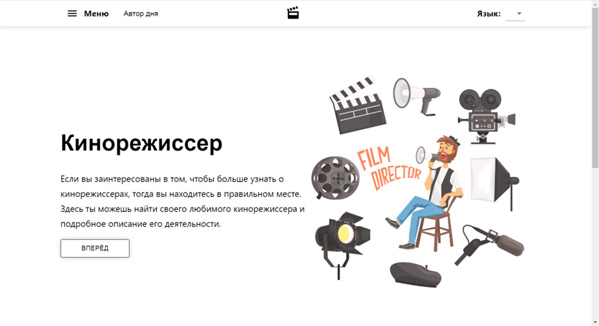 Меню
Автор дня
Язык:
Кинорежиссер
Если вы заинтересованы в том, чтобы больше узнать о
кинорежиссерах, тогда вы находитесь в правильном месте.
Здесь ты можешь найти своего любимого кинорежиссера и
подробное описание его деятельности.
ВПЕРЁД
FILM
DIRECTOR